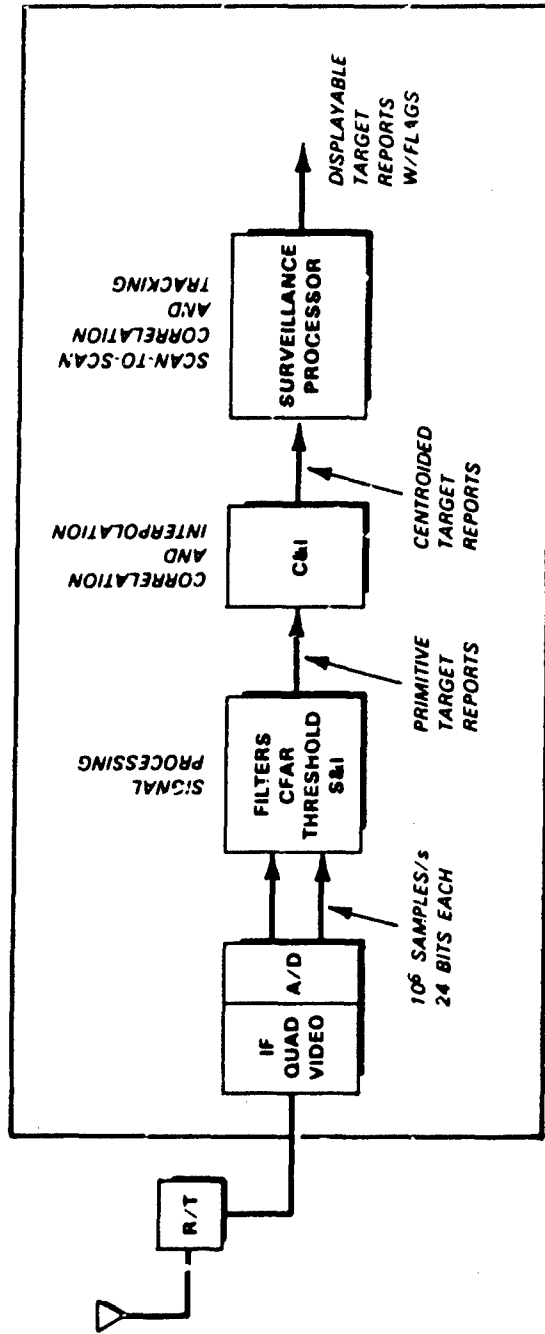 R/T
IF
QUAD
VIDEO
A/D
10⁶ SAMPLES/s
24 BITS EACH
SIGNAL
PROCESSING
FILTERS
CFAR
THRESHOLD
S&I
PRIMITIVE
TARGET
REPORTS
CORRELATION
AND
INTERPOLATION
C&I
CENTROIDED
TARGET
REPORTS
SCAN-TO-SCAN
CORRELATION
AND
TRACKING
SURVEILLANCE
PROCESSOR
DISPLAYABLE
TARGET
REPORTS
W/FLAGS